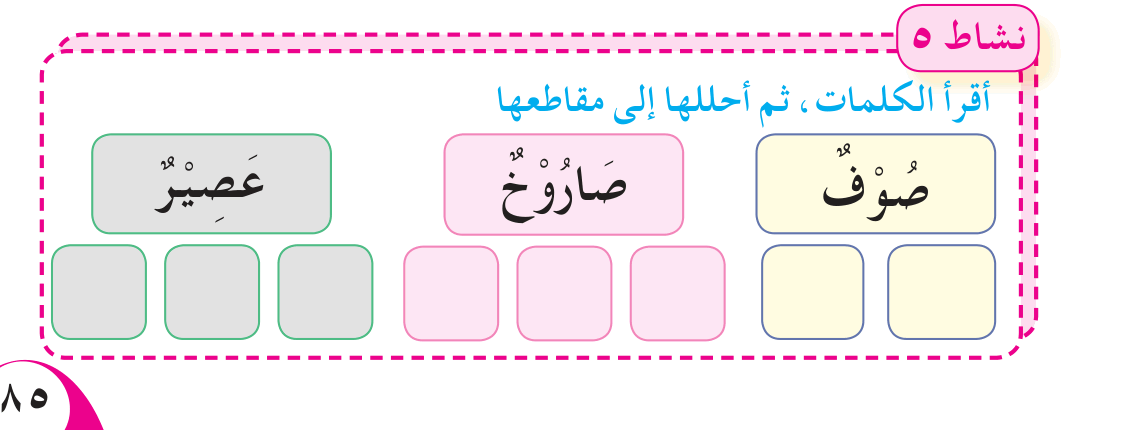 نشاط ٥
أقرأ الكلمات، ثم أحللها إلى مقاطعها
صُوْفٌ صَارُوْخٌ عَصِيْرٌ
٨٥